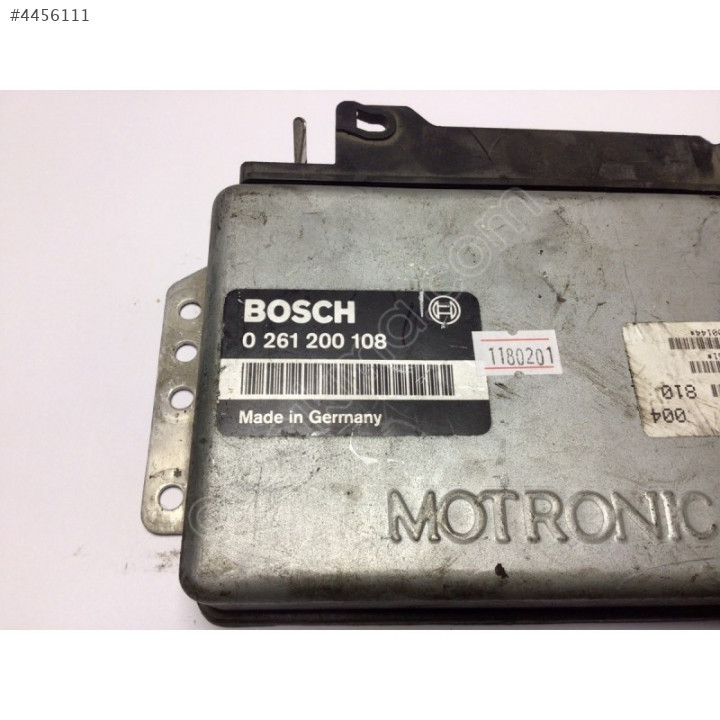 #4456111
BOSCH
0 261 200 108
1180201
Made in Germany
810
004
MOTRONIC